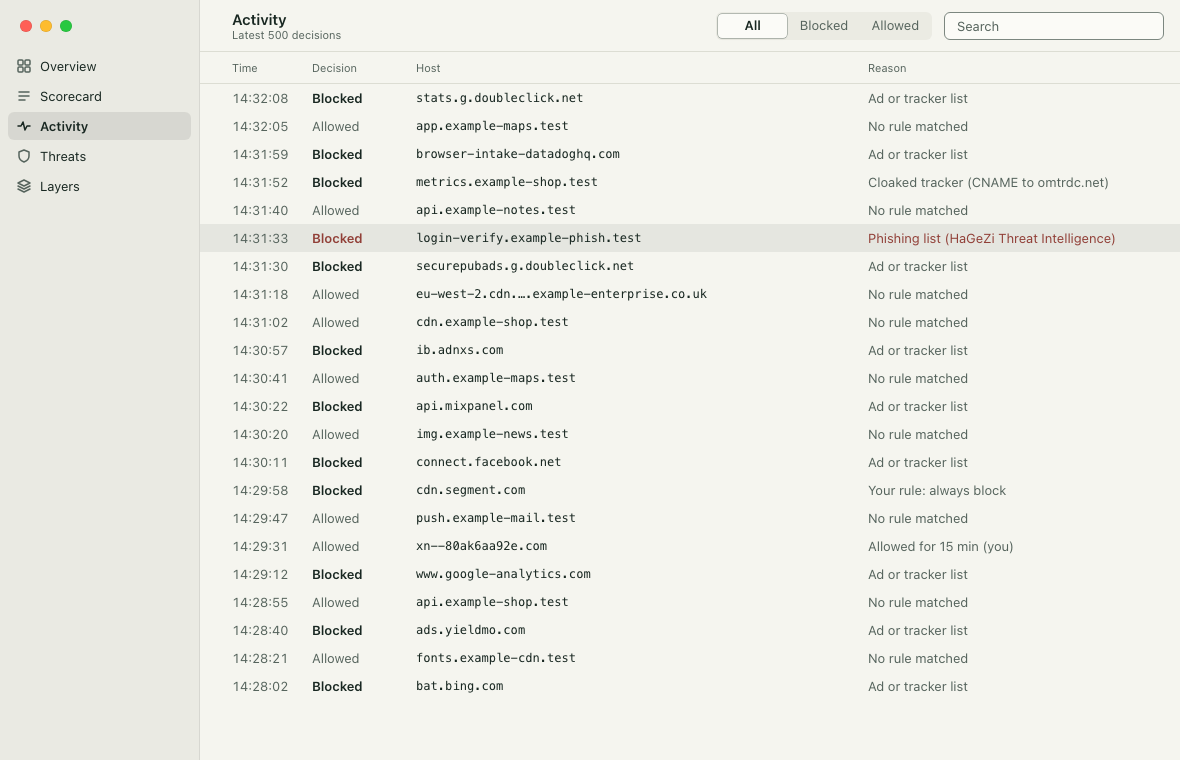 Activity
Latest 500 decisions
All Blocked Allowed
Search
Overview
Scorecard
Activity
Threats
Layers
Time Decision Host Reason
14:32:08 Blocked stats.g.doubleclick.net Ad or tracker list
14:32:05 Allowed app.example-maps.test No rule matched
14:31:59 Blocked browser-intake-datadoghq.com Ad or tracker list
14:31:52 Blocked metrics.example-shop.test Cloaked tracker (CNAME to omtrdc.net)
14:31:40 Allowed api.example-notes.test No rule matched
14:31:33 Blocked login-verify.example-phish.test Phishing list (HaGeZi Threat Intelligence)
14:31:30 Blocked securepubads.g.doubleclick.net Ad or tracker list
14:31:18 Allowed eu-west-2.cdn.….example-enterprise.co.uk No rule matched
14:31:02 Allowed cdn.example-shop.test No rule matched
14:30:57 Blocked ib.adnxs.com Ad or tracker list
14:30:41 Allowed auth.example-maps.test No rule matched
14:30:22 Blocked api.mixpanel.com Ad or tracker list
14:30:20 Allowed img.example-news.test No rule matched
14:30:11 Blocked connect.facebook.net Ad or tracker list
14:29:58 Blocked cdn.segment.com Your rule: always block
14:29:47 Allowed push.example-mail.test No rule matched
14:29:31 Allowed xn--80ak6aa92e.com Allowed for 15 min (you)
14:29:12 Blocked www.google-analytics.com Ad or tracker list
14:28:55 Allowed api.example-shop.test No rule matched
14:28:40 Blocked ads.yieldmo.com Ad or tracker list
14:28:21 Allowed fonts.example-cdn.test No rule matched
14:28:02 Blocked bat.bing.com Ad or tracker list